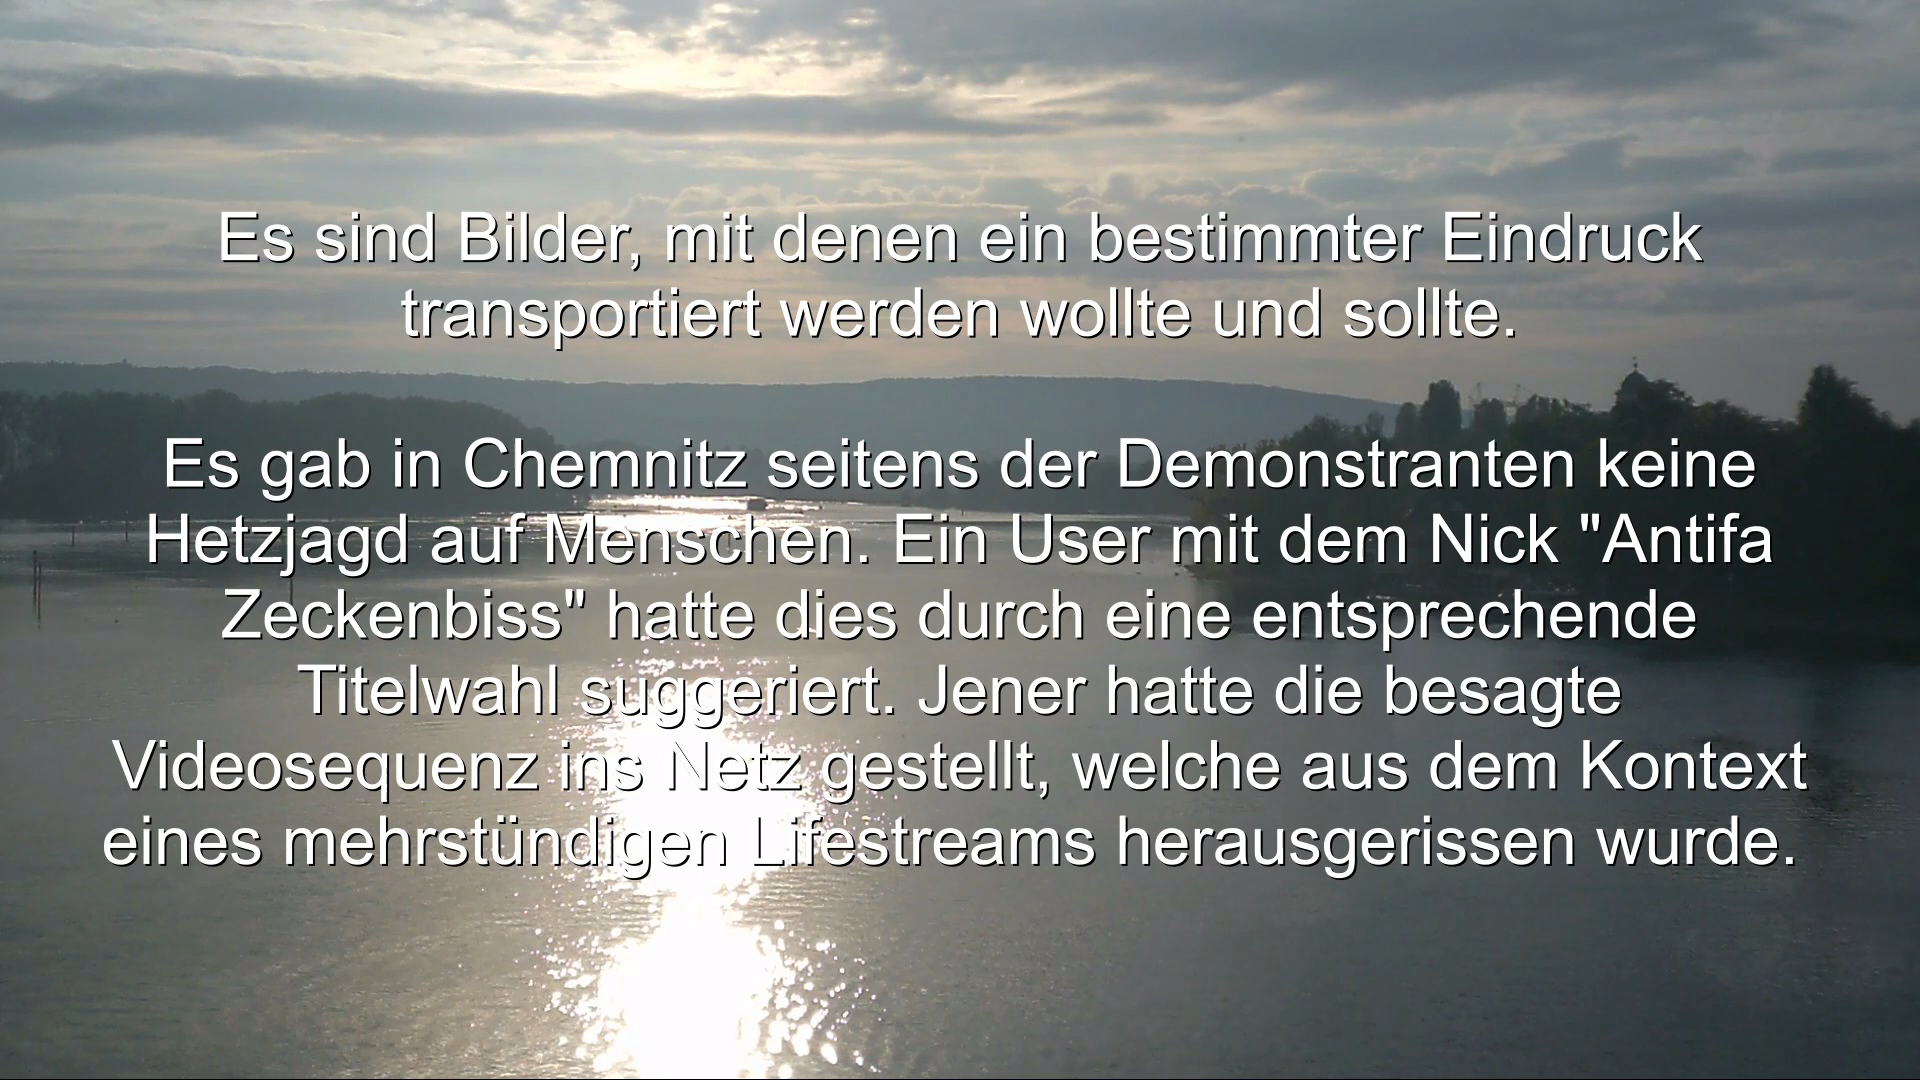 Es sind Bilder, mit denen ein bestimmter Eindruck
transportiert werden wollte und sollte.
Es gab in Chemnitz seitens der Demonstranten keine
Hetzjagd auf Menschen. Ein User mit dem Nick "Antifa
Zeckenbiss" hatte dies durch eine entsprechende
Titelwahl suggeriert. Jener hatte die besagte
Videosequenz ins Netz gestellt, welche aus dem Kontext
eines mehrstündigen Lifestreams herausgerissen wurde.